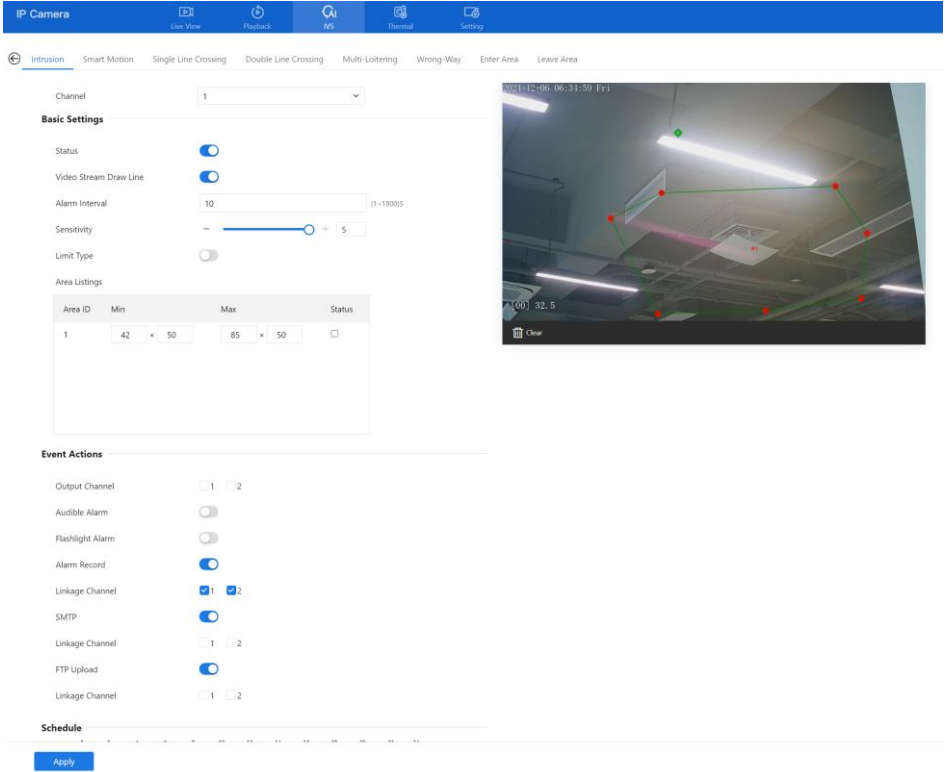 IP Camera
Live View Playback IVS Thermal Setting
Intrusion Smart Motion Single Line Crossing Double Line Crossing Multi-Loitering Wrong-Way Enter Area Leave Area
Channel 1
Basic Settings
Status
Video Stream Draw Line
Alarm Interval 10 (1~1800)S
Sensitivity − + 5
Limit Type
Area Listings
Area ID Min Max Status
1 42 × 50 85 × 50
Event Actions
Output Channel 1 2
Audible Alarm
Flashlight Alarm
Alarm Record
Linkage Channel 1 2
SMTP
Linkage Channel 1 2
FTP Upload
Linkage Channel 1 2
Schedule
Apply
06:34:59 Fri
#1
[00] 32.5
Clear